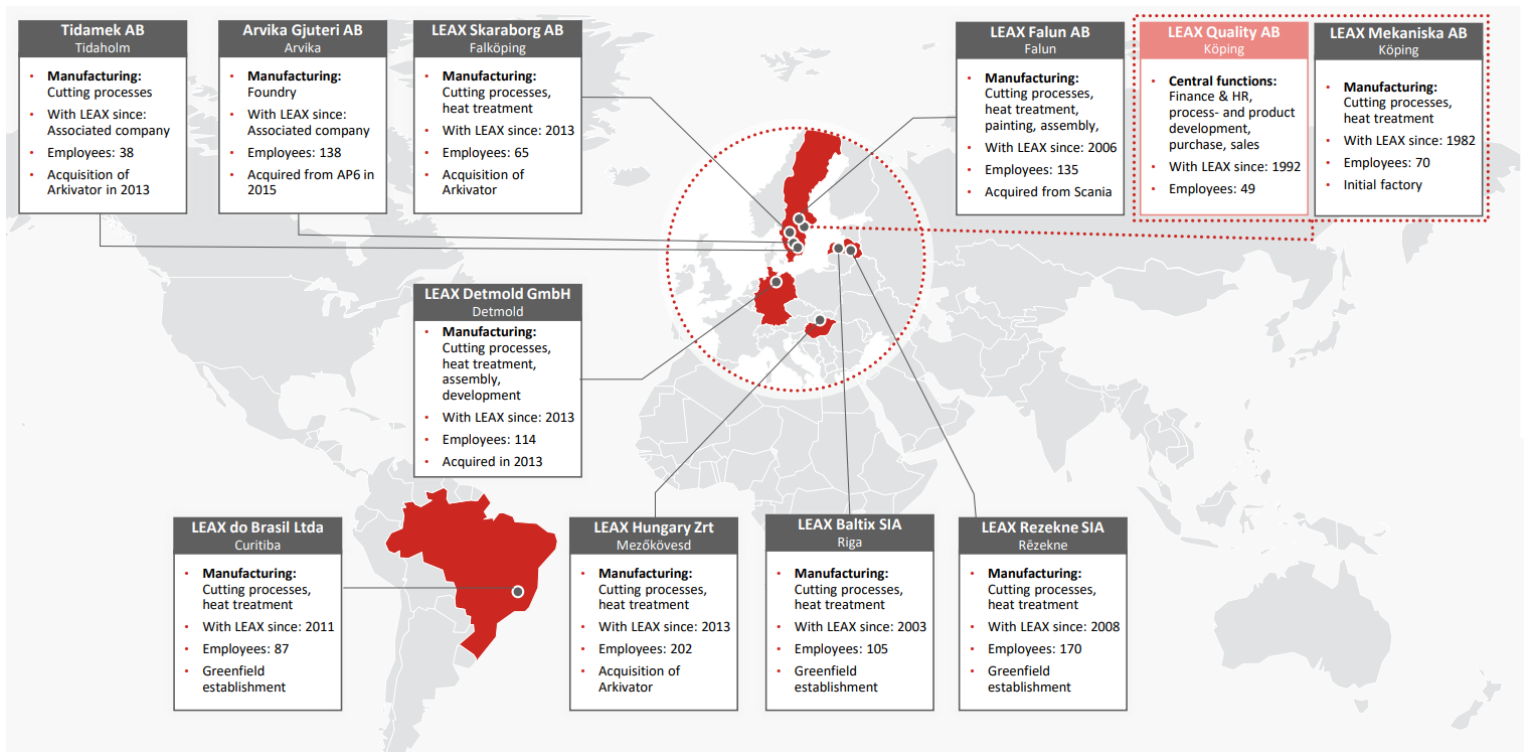 Tidamek AB
Tidaholm
• Manufacturing:
Cutting processes
• With LEAX since:
Associated company
• Employees: 38
• Acquisition of
Arkivator in 2013
Arvika Gjuteri AB
Arvika
• Manufacturing:
Foundry
• With LEAX since:
Associated company
• Employees: 138
• Acquired from AP6 in
2015
LEAX Skaraborg AB
Falköping
• Manufacturing:
Cutting processes,
heat treatment
• With LEAX since: 2013
• Employees: 65
• Acquisition of
Arkivator
LEAX Falun AB
Falun
• Manufacturing:
Cutting processes,
heat treatment,
painting, assembly,
• With LEAX since: 2006
• Employees: 135
• Acquired from Scania
LEAX Quality AB
Köping
• Central functions:
Finance & HR,
process- and product
development,
purchase, sales
• With LEAX since: 1992
• Employees: 49
LEAX Mekaniska AB
Köping
• Manufacturing:
Cutting processes,
heat treatment
• With LEAX since: 1982
• Employees: 70
• Initial factory
LEAX Detmold GmbH
Detmold
• Manufacturing:
Cutting processes,
heat treatment,
assembly,
development
• With LEAX since: 2013
• Employees: 114
• Acquired in 2013
LEAX do Brasil Ltda
Curitiba
• Manufacturing:
Cutting processes,
heat treatment
• With LEAX since: 2011
• Employees: 87
• Greenfield
establishment
LEAX Hungary Zrt
Mezőkövesd
• Manufacturing:
Cutting processes,
heat treatment
• With LEAX since: 2013
• Employees: 202
• Acquisition of
Arkivator
LEAX Baltix SIA
Riga
• Manufacturing:
Cutting processes,
heat treatment
• With LEAX since: 2003
• Employees: 105
• Greenfield
establishment
LEAX Rezekne SIA
Rēzekne
• Manufacturing:
Cutting processes,
heat treatment
• With LEAX since: 2008
• Employees: 170
• Greenfield
establishment